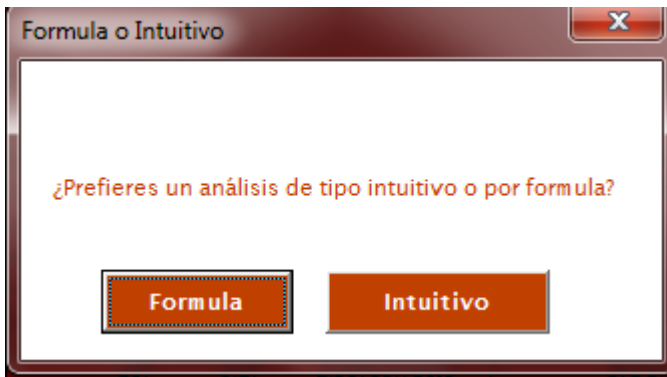 Formula o Intuitivo
¿Prefieres un análisis de tipo intuitivo o por formula?
Formula
Intuitivo